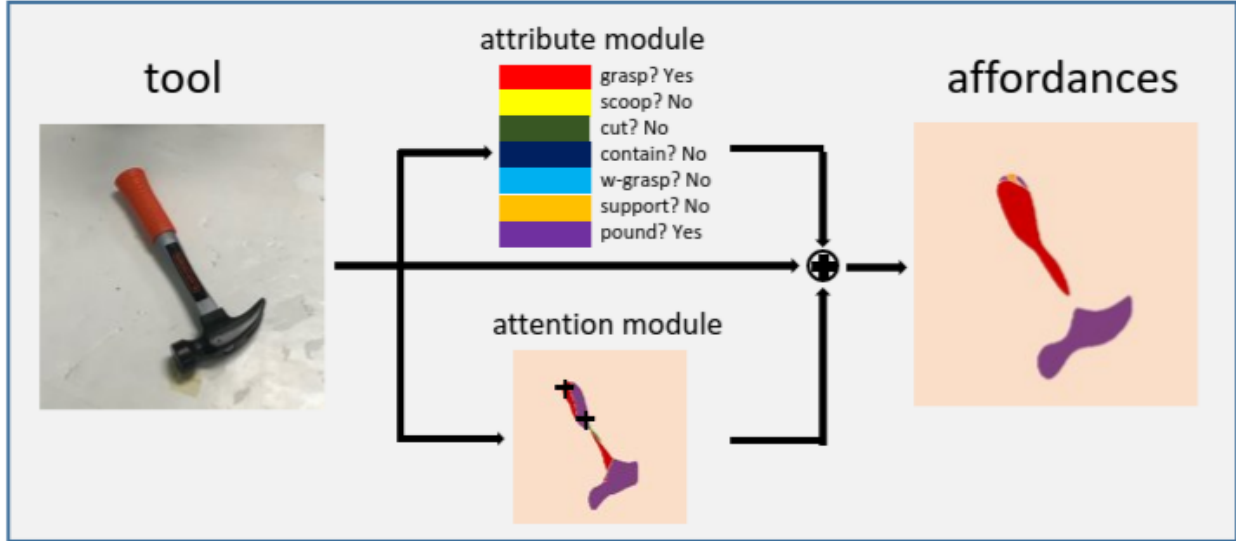 tool
attribute module
grasp? Yes
scoop? No
cut? No
contain? No
w-grasp? No
support? No
pound? Yes
attention module
affordances